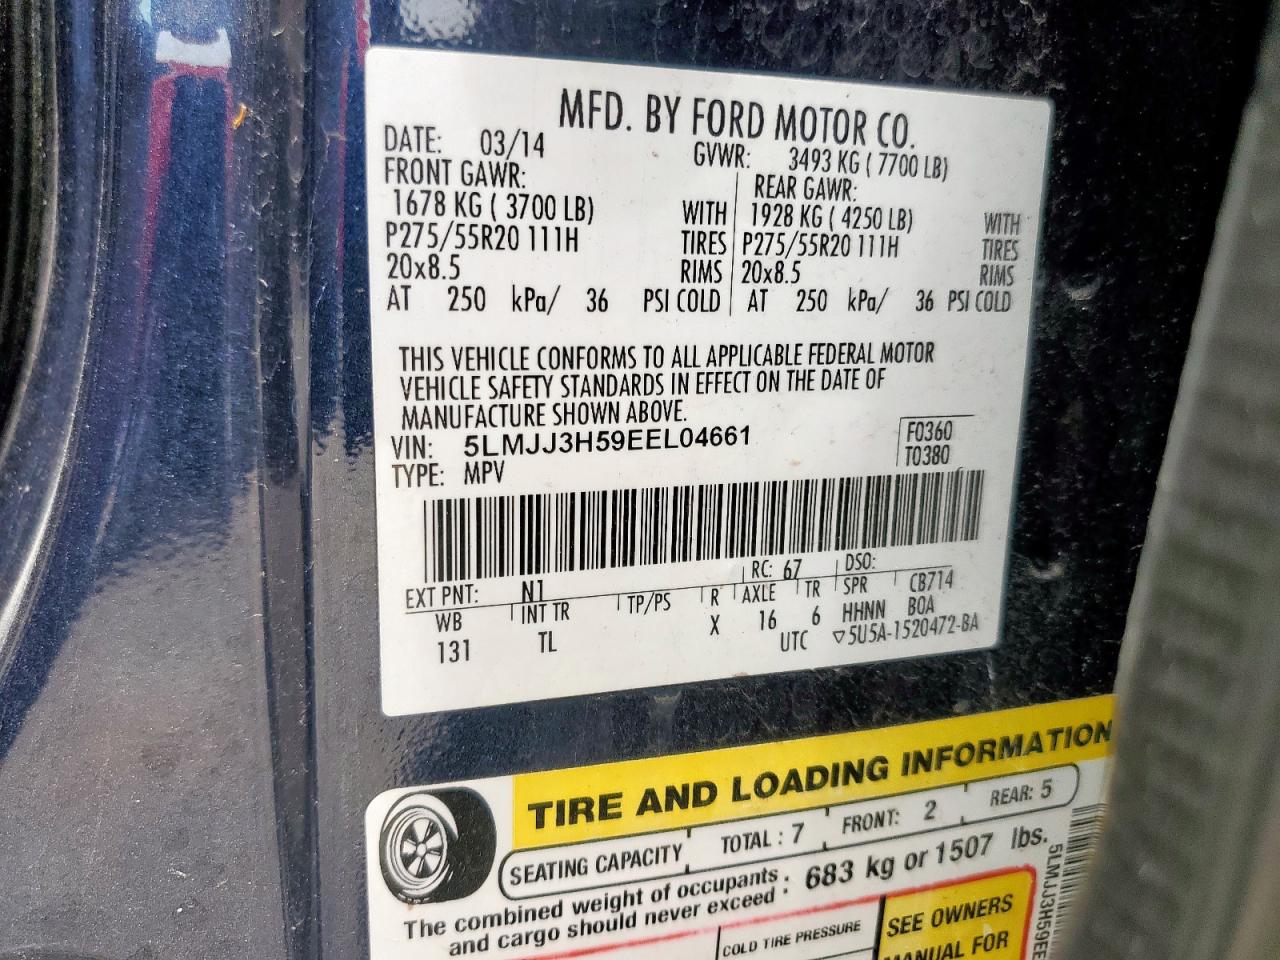 MFD. BY FORD MOTOR CO.
DATE: 03/14 GVWR: 3493 KG ( 7700 LB)
FRONT GAWR: REAR GAWR:
1678 KG ( 3700 LB) WITH 1928 KG ( 4250 LB) WITH
P275/55R20 111H TIRES P275/55R20 111H TIRES
20x8.5 RIMS 20x8.5 RIMS
AT 250 kPa/ 36 PSI COLD AT 250 kPa/ 36 PSI COLD
THIS VEHICLE CONFORMS TO ALL APPLICABLE FEDERAL MOTOR
VEHICLE SAFETY STANDARDS IN EFFECT ON THE DATE OF
MANUFACTURE SHOWN ABOVE.
VIN: 5LMJJ3H59EEL04661 F0360
TYPE: MPV T0380
EXT PNT: N1 RC: 67 DSO:
WB INT TR TP/PS R AXLE TR SPR CB714
131 TL X 16 6 HHNN BOA
UTC ▽5U5A-1520472-BA
TIRE AND LOADING INFORMATION
SEATING CAPACITY TOTAL : 7 FRONT: 2 REAR: 5
The combined weight of occupants : 683 kg or 1507 lbs.
and cargo should never exceed
COLD TIRE PRESSURE
SEE OWNERS
MANUAL FOR
5LMJJ3H59EE